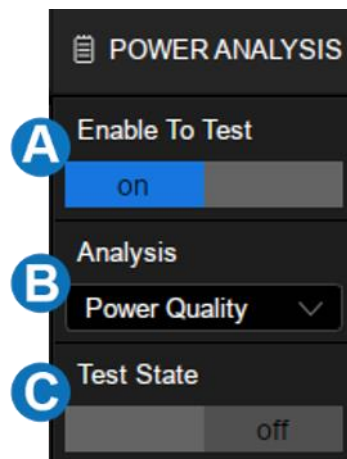 POWER ANALYSIS
A
Enable To Test
on
B
Analysis
Power Quality
C
Test State
off